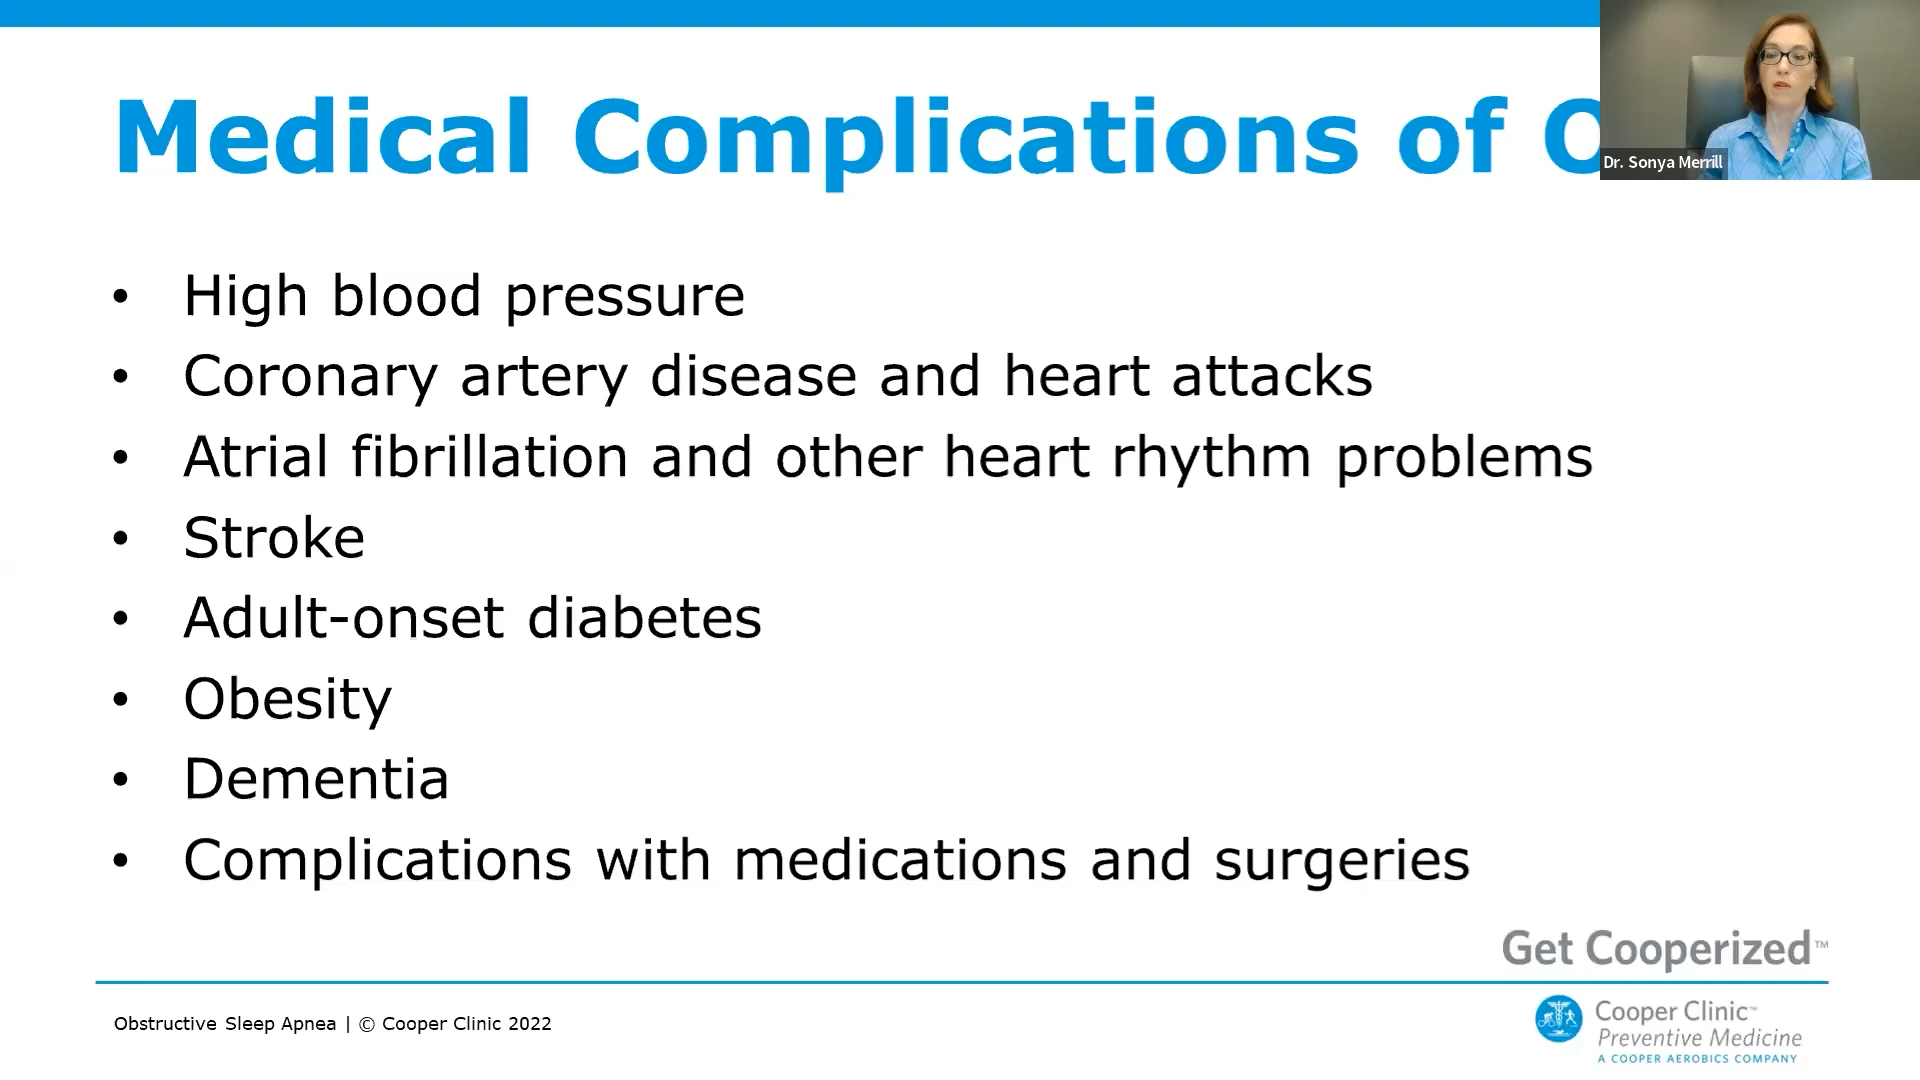 Medical Complications of O
Dr. Sonya Merrill
• High blood pressure
• Coronary artery disease and heart attacks
• Atrial fibrillation and other heart rhythm problems
• Stroke
• Adult-onset diabetes
• Obesity
• Dementia
• Complications with medications and surgeries
Get Cooperized™
Obstructive Sleep Apnea | © Cooper Clinic 2022
Cooper Clinic™
Preventive Medicine
A COOPER AEROBICS COMPANY